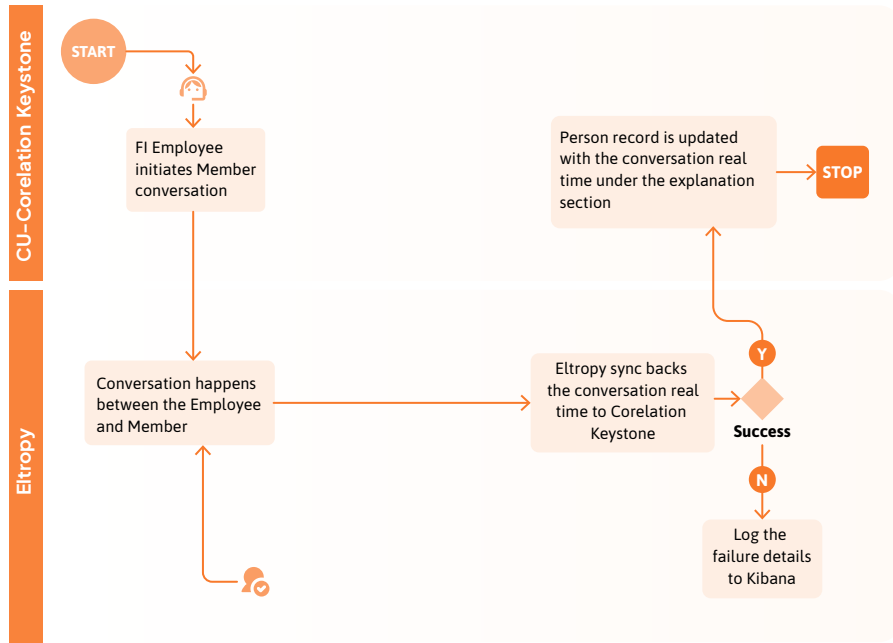 CU-Corelation Keystone
START
FI Employee
initiates Member
conversation
Person record is updated
with the conversation real
time under the explanation
section
STOP
Eltropy
Conversation happens
between the Employee
and Member
Eltropy sync backs
the conversation real
time to Corelation
Keystone
Y
Success
N
Log the
failure details
to Kibana